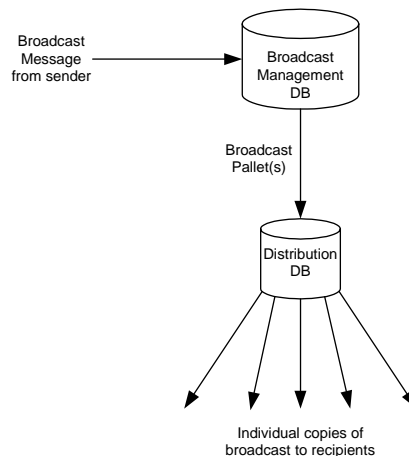 Broadcast
Message
from sender
Broadcast
Management
DB
Broadcast
Pallet(s)
Distribution
DB
Individual copies of
broadcast to recipients